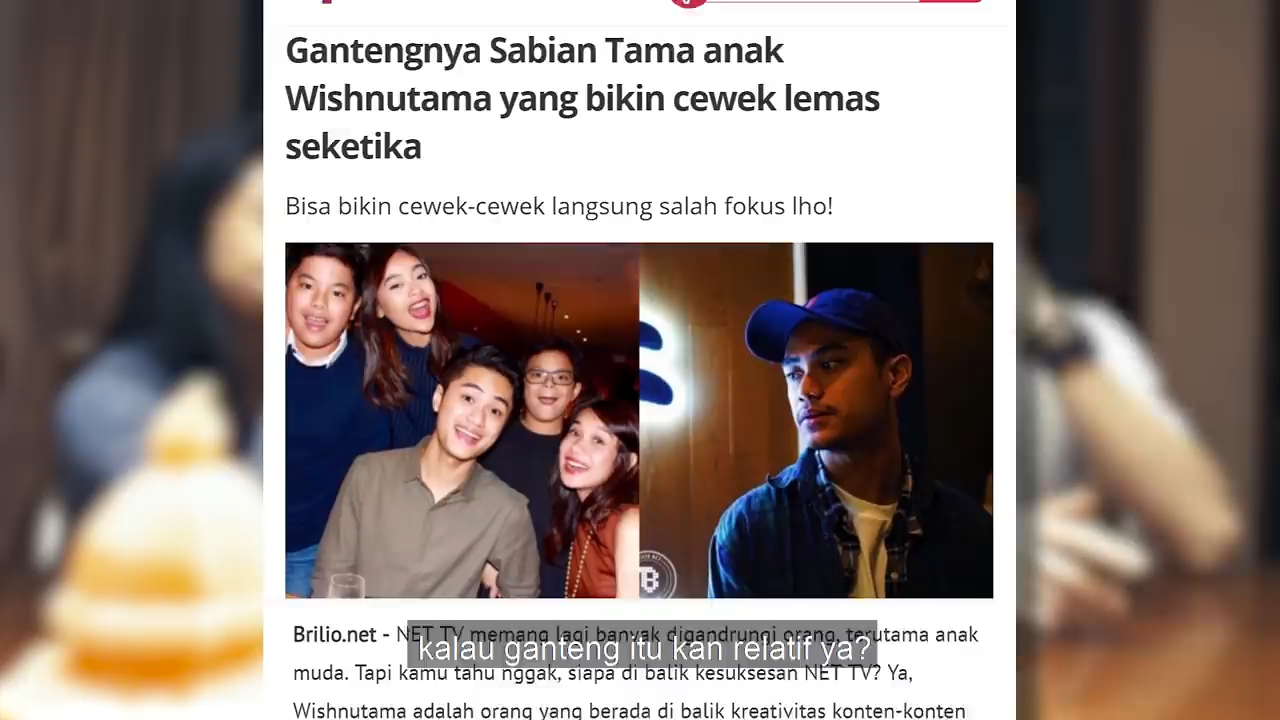 Gantengnya Sabian Tama anak
Wishnutama yang bikin cewek lemas
seketika
Bisa bikin cewek-cewek langsung salah fokus lho!
B
Brilio.net - NET TV memang lagi banyak digandrungi orang, terutama anak
kalau ganteng itu kan relatif ya?
muda. Tapi kamu tahu nggak, siapa di balik kesuksesan NET TV? Ya,
Wishnutama adalah orang yang berada di balik kreativitas konten-konten